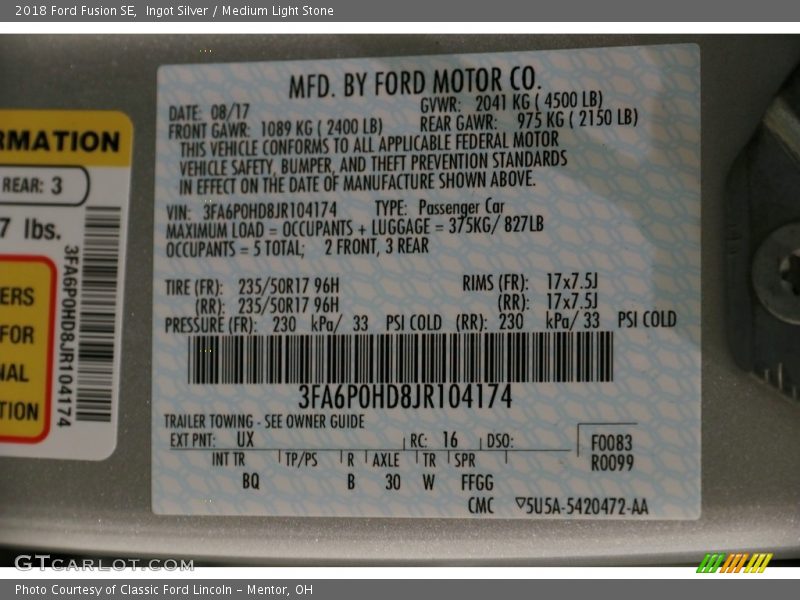 2018 Ford Fusion SE,  Ingot Silver / Medium Light Stone
MFD. BY FORD MOTOR CO.
DATE: 08/17
GVWR: 2041 KG ( 4500 LB)
FRONT GAWR: 1089 KG ( 2400 LB)
REAR GAWR: 975 KG ( 2150 LB)
THIS VEHICLE CONFORMS TO ALL APPLICABLE FEDERAL MOTOR
VEHICLE SAFETY, BUMPER, AND THEFT PREVENTION STANDARDS
IN EFFECT ON THE DATE OF MANUFACTURE SHOWN ABOVE.
VIN: 3FA6P0HD8JR104174 TYPE: Passenger Car
MAXIMUM LOAD = OCCUPANTS + LUGGAGE = 375KG/ 827LB
OCCUPANTS = 5 TOTAL; 2 FRONT, 3 REAR
TIRE (FR): 235/50R17 96H RIMS (FR): 17x7.5J
(RR): 235/50R17 96H (RR): 17x7.5J
PRESSURE (FR): 230 kPa/ 33 PSI COLD (RR): 230 kPa/ 33 PSI COLD
3FA6P0HD8JR104174
TRAILER TOWING - SEE OWNER GUIDE
EXT PNT: UX RC: 16 DSO:
F0083
R0099
INT TR TP/PS R AXLE TR SPR
BQ B 30 W FFGG
CMC ▽5U5A-5420472-AA
RMATION
REAR: 3
7 lbs.
3FA6P0HD8JR104174
ERS
FOR
NAL
TION
GTCARLOT.COM
Photo Courtesy of Classic Ford Lincoln - Mentor, OH